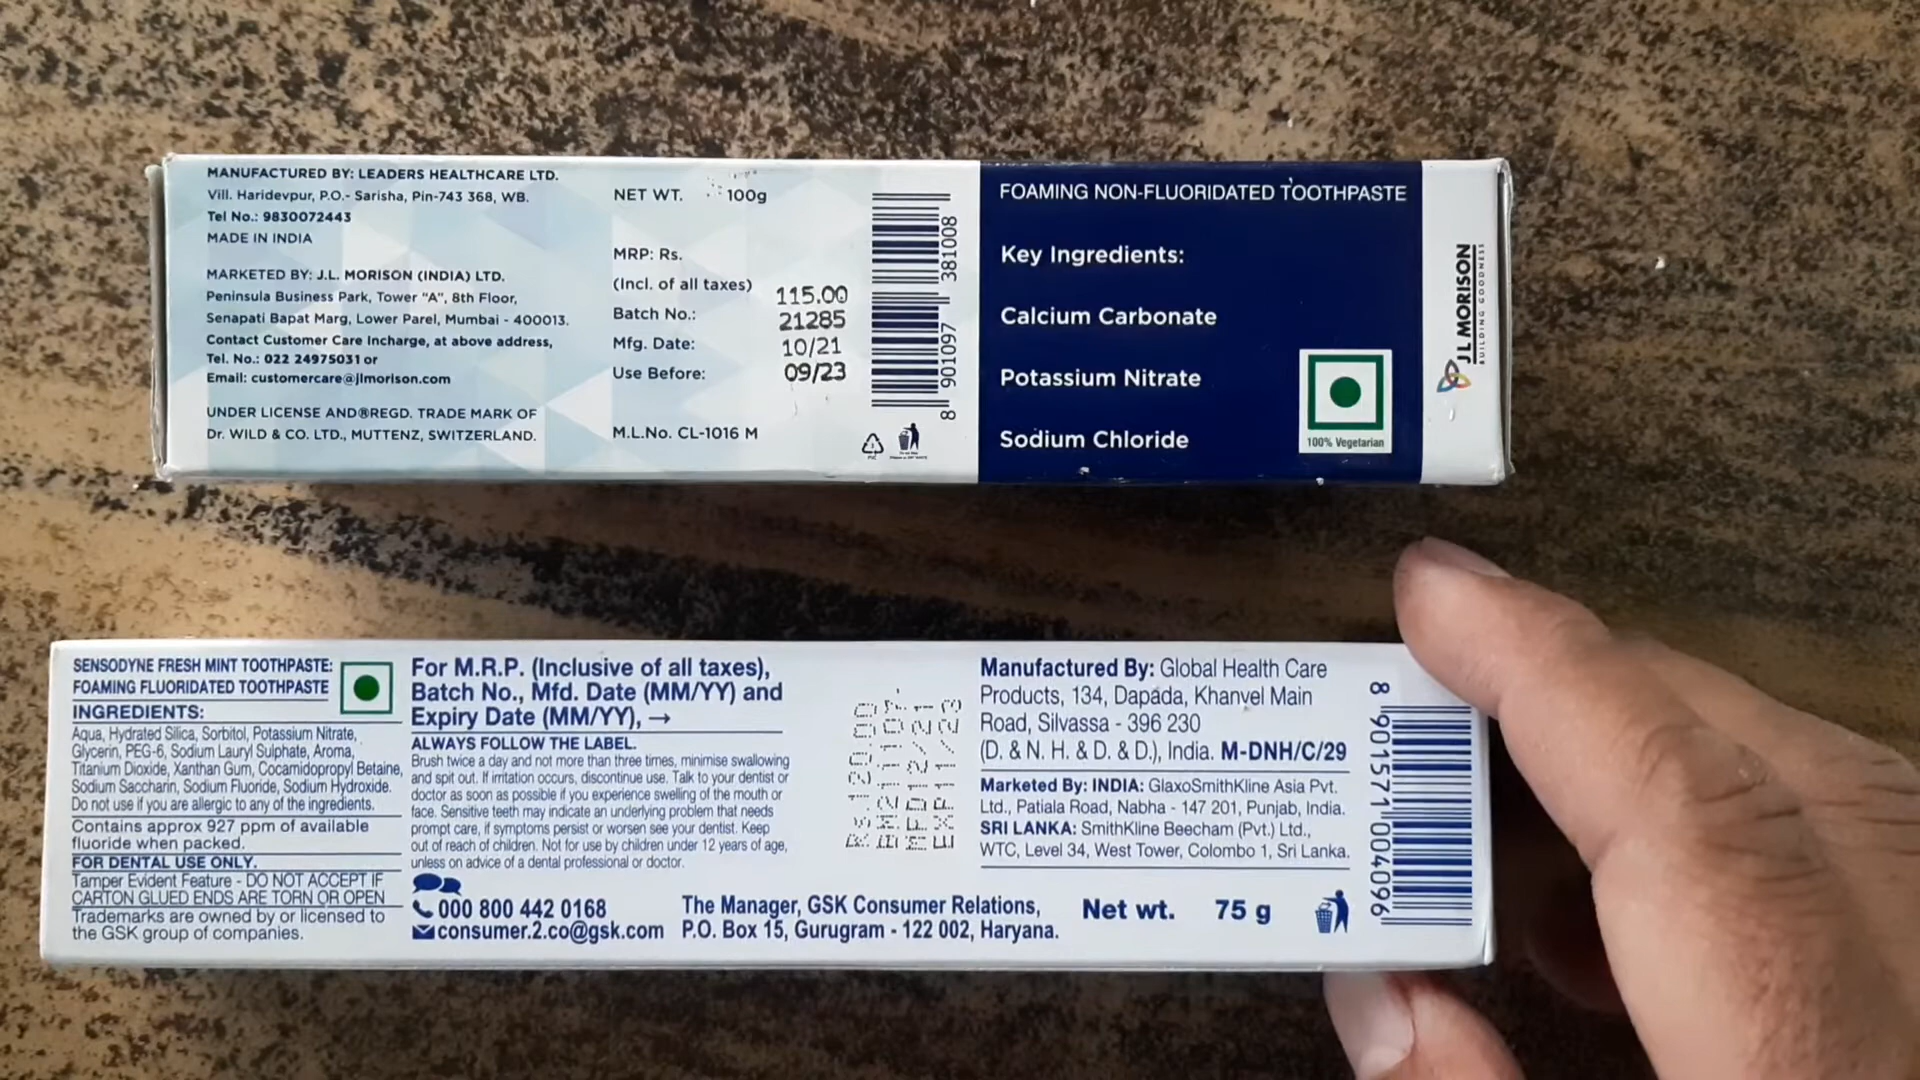 MANUFACTURED BY: LEADERS HEALTHCARE LTD.
Vill. Haridevpur, P.O.- Sarisha, Pin-743 368, WB.
Tel No.: 9830072443
MADE IN INDIA
MARKETED BY: J.L. MORISON (INDIA) LTD.
Peninsula Business Park, Tower “A”, 8th Floor,
Senapati Bapat Marg, Lower Parel, Mumbai - 400013.
Contact Customer Care Incharge, at above address,
Tel. No.: 022 24975031 or
Email: customercare@jlmorison.com
UNDER LICENSE AND®REGD. TRADE MARK OF
Dr. WILD & CO. LTD., MUTTENZ, SWITZERLAND.
NET WT. 100g
MRP: Rs.
(Incl. of all taxes) 115.00
Batch No.: 21285
Mfg. Date: 10/21
Use Before: 09/23
M.L.No. CL-1016 M
8 901097 381008
FOAMING NON-FLUORIDATED TOOTHPASTE
Key Ingredients:
Calcium Carbonate
Potassium Nitrate
Sodium Chloride
100% Vegetarian
JL MORISON
BUILDING GOODNESS
SENSODYNE FRESH MINT TOOTHPASTE:
FOAMING FLUORIDATED TOOTHPASTE
INGREDIENTS:
Aqua, Hydrated Silica, Sorbitol, Potassium Nitrate,
Glycerin, PEG-6, Sodium Lauryl Sulphate, Aroma,
Titanium Dioxide, Xanthan Gum, Cocamidopropyl Betaine,
Sodium Saccharin, Sodium Fluoride, Sodium Hydroxide.
Do not use if you are allergic to any of the ingredients.
Contains approx 927 ppm of available
fluoride when packed.
FOR DENTAL USE ONLY.
Tamper Evident Feature - DO NOT ACCEPT IF
CARTON GLUED ENDS ARE TORN OR OPEN
Trademarks are owned by or licensed to
the GSK group of companies.
For M.R.P. (Inclusive of all taxes),
Batch No., Mfd. Date (MM/YY) and
Expiry Date (MM/YY), →
ALWAYS FOLLOW THE LABEL.
Brush twice a day and not more than three times, minimise swallowing
and spit out. If irritation occurs, discontinue use. Talk to your dentist or
doctor as soon as possible if you experience swelling of the mouth or
face. Sensitive teeth may indicate an underlying problem that needs
prompt care, if symptoms persist or worsen see your dentist. Keep
out of reach of children. Not for use by children under 12 years of age,
unless on advice of a dental professional or doctor.
000 800 442 0168
consumer.2.co@gsk.com
The Manager, GSK Consumer Relations,
P.O. Box 15, Gurugram - 122 002, Haryana.
Manufactured By: Global Health Care
Products, 134, Dapada, Khanvel Main
Road, Silvassa - 396 230
(D. & N. H. & D. & D.), India. M-DNH/C/29
Marketed By: INDIA: GlaxoSmithKline Asia Pvt.
Ltd., Patiala Road, Nabha - 147 201, Punjab, India.
SRI LANKA: SmithKline Beecham (Pvt.) Ltd.,
WTC, Level 34, West Tower, Colombo 1, Sri Lanka.
Net wt. 75 g
8 901571 004096